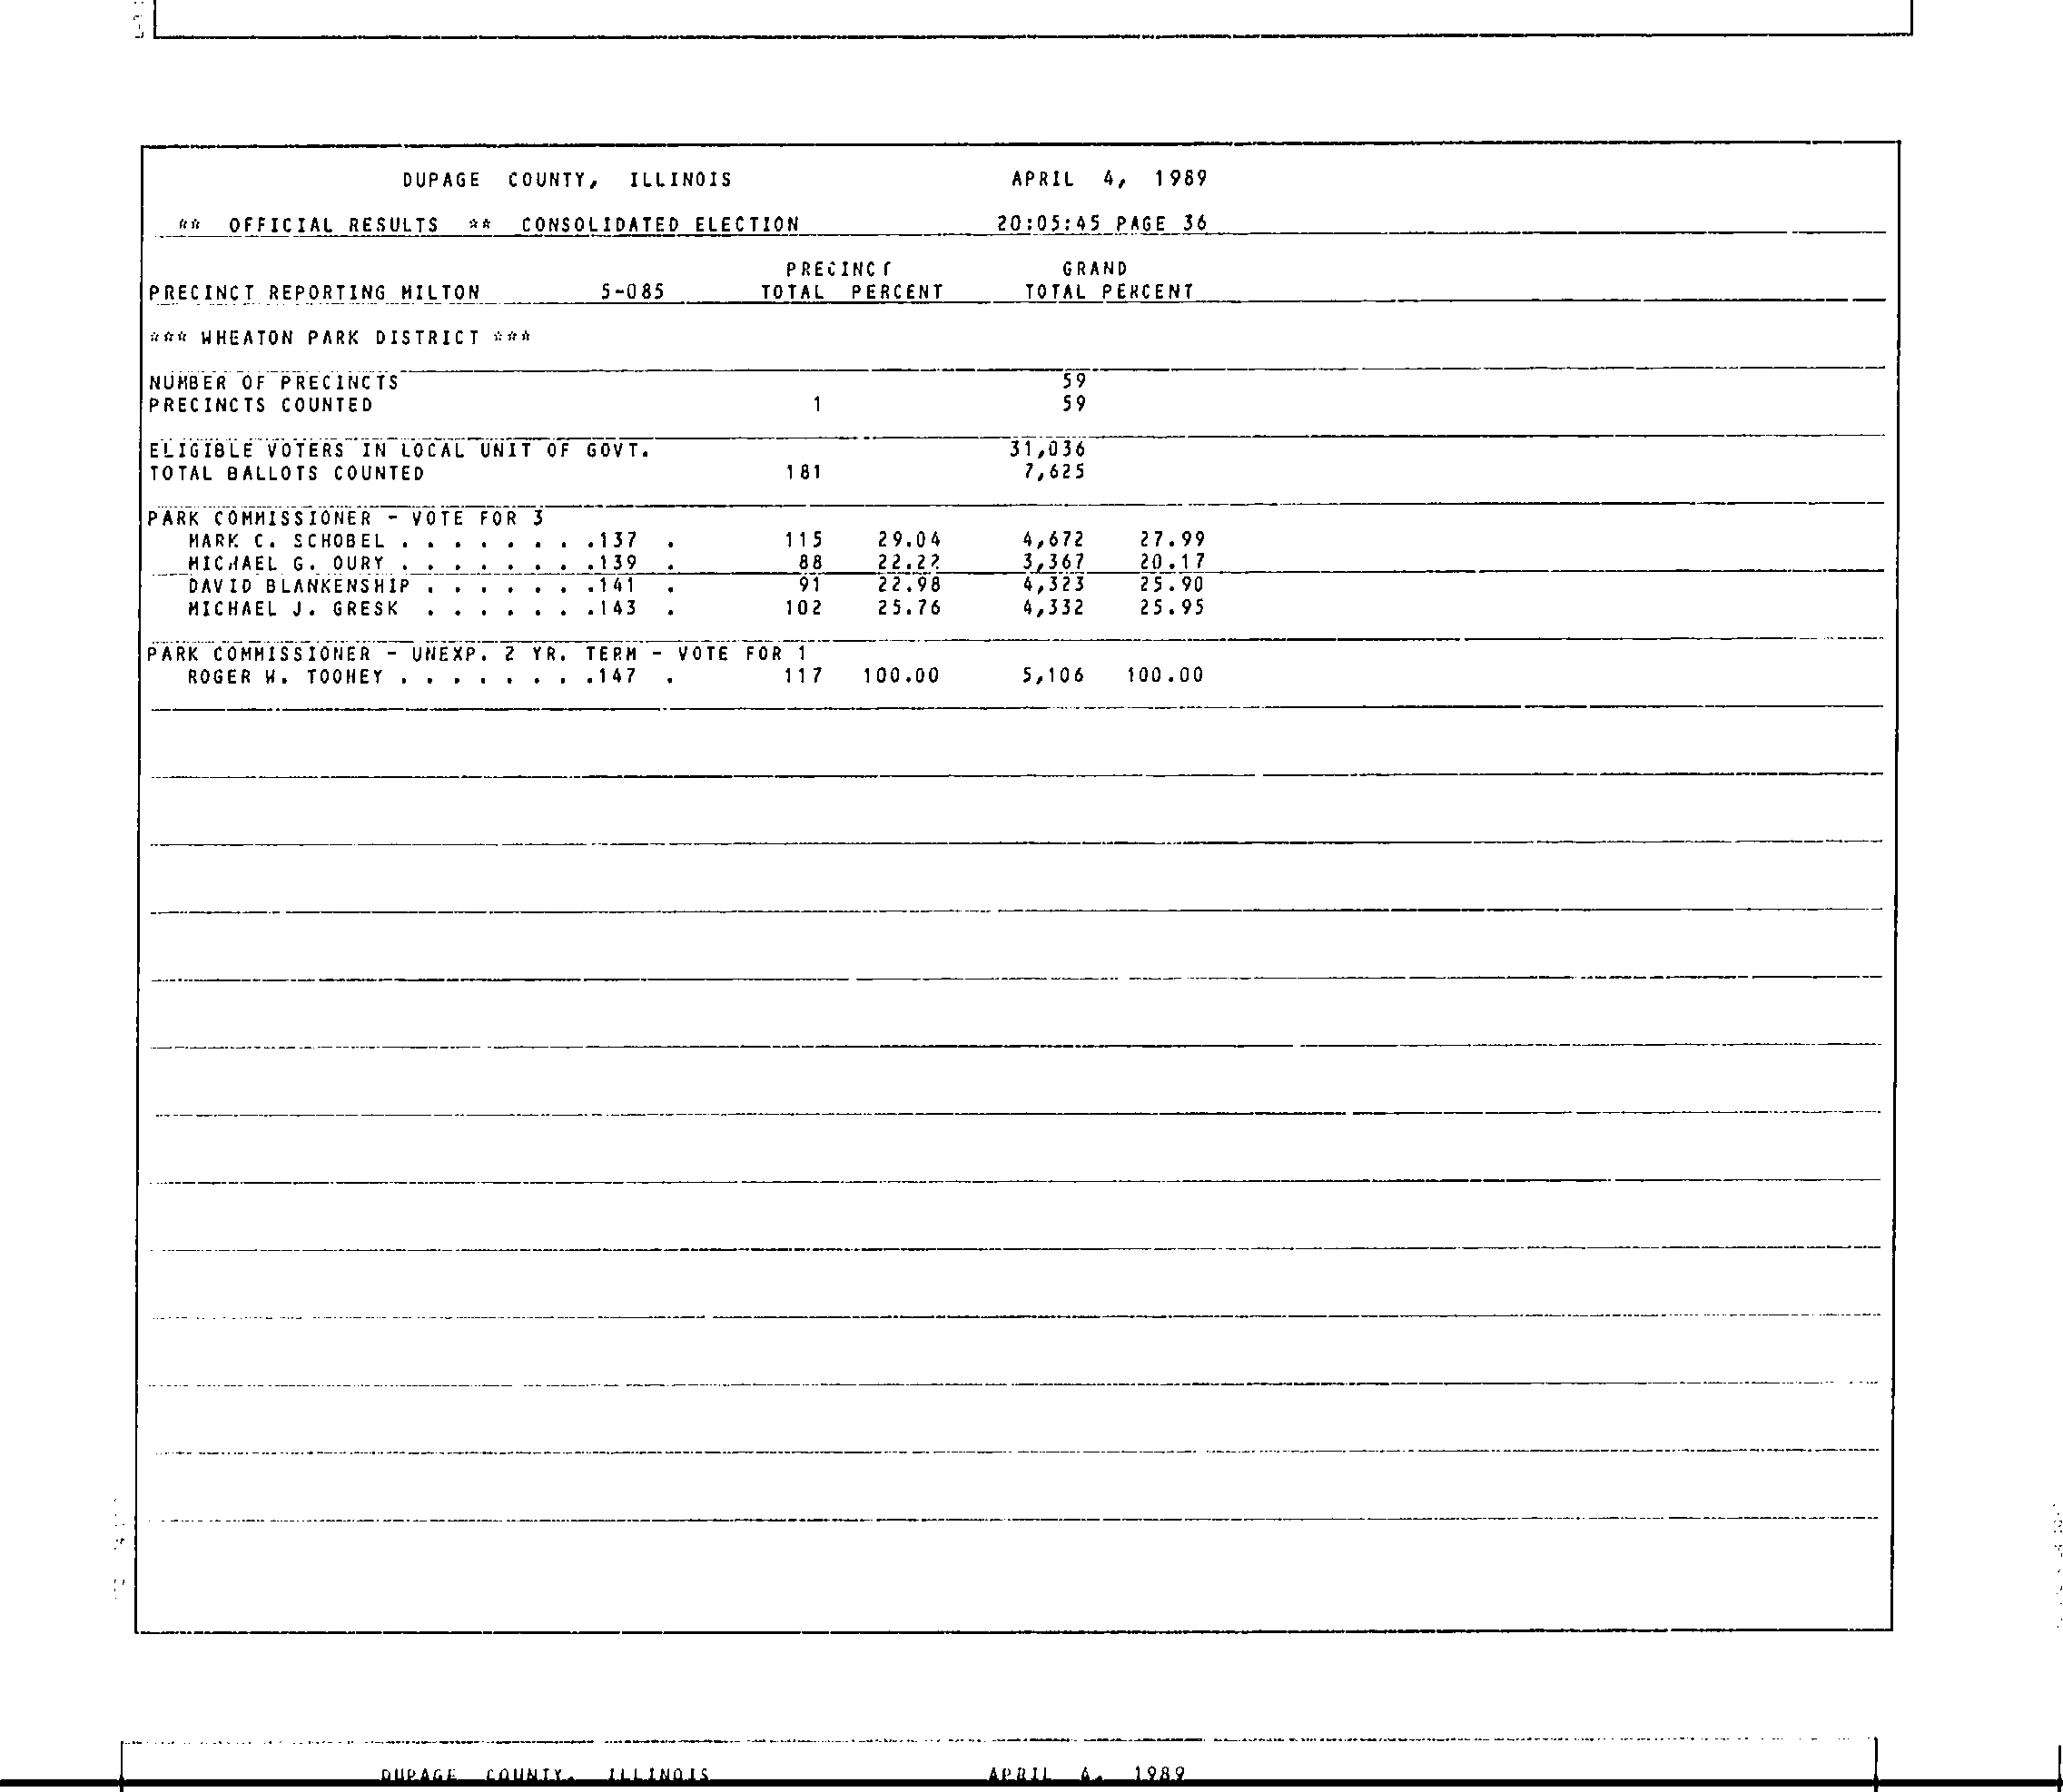 DUPAGE COUNTY, ILLINOIS APRIL 4, 1989
** OFFICIAL RESULTS ** CONSOLIDATED ELECTION 20:05:45 PAGE 36
PRECINCT GRAND
PRECINCT REPORTING MILTON 5-085 TOTAL PERCENT TOTAL PERCENT
*** WHEATON PARK DISTRICT ***
NUMBER OF PRECINCTS 59
PRECINCTS COUNTED 1 59
ELIGIBLE VOTERS IN LOCAL UNIT OF GOVT. 31,036
TOTAL BALLOTS COUNTED 181 7,625
PARK COMMISSIONER - VOTE FOR 3
MARK C. SCHOBEL . . . . . . . .137 . 115 29.04 4,672 27.99
MICHAEL G. OURY . . . . . . . .139 . 88 22.22 3,367 20.17
DAVID BLANKENSHIP . . . . . . .141 . 91 22.98 4,323 25.90
MICHAEL J. GRESK . . . . . . .143 . 102 25.76 4,332 25.95
PARK COMMISSIONER - UNEXP. 2 YR. TERM - VOTE FOR 1
ROGER W. TOOHEY . . . . . . . .147 . 117 100.00 5,106 100.00
DUPAGE COUNTY, ILLINOIS APRIL 4, 1989